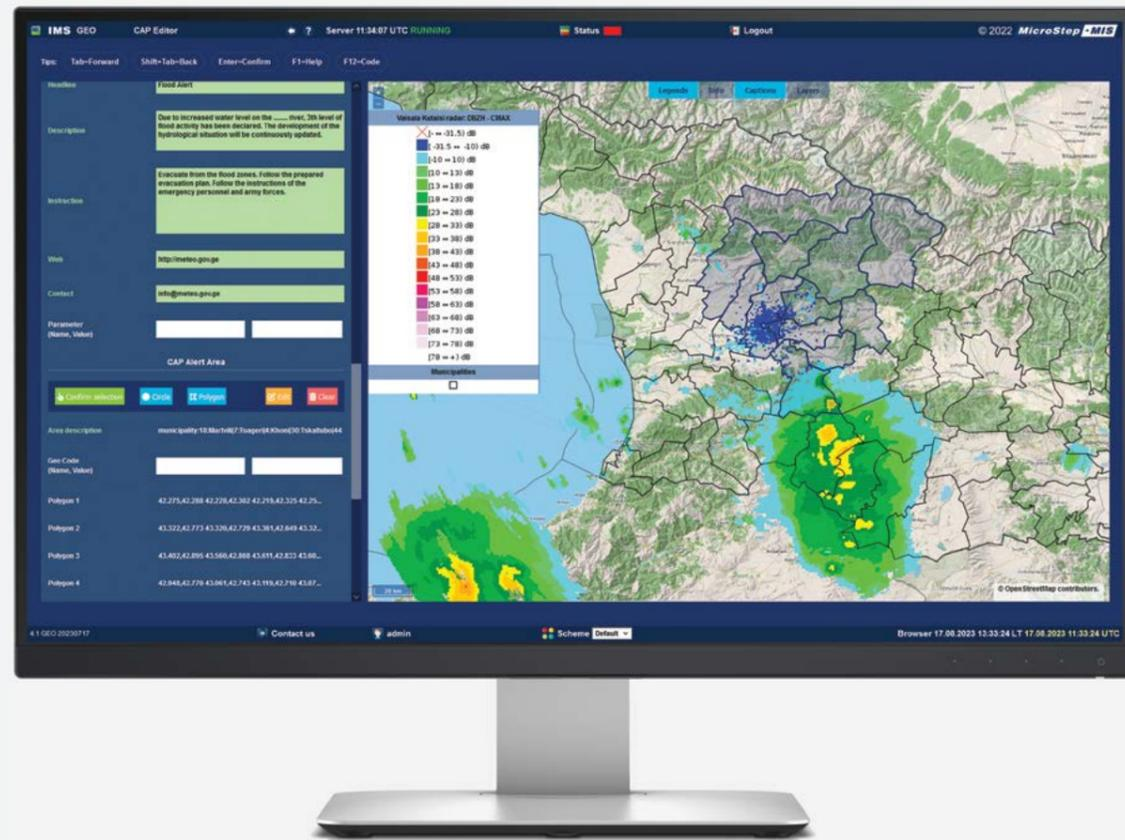 IMS GEO CAP Editor ? Server 11:34:07 UTC RUNNING Status Logout © 2022 MicroStep-MIS
Tips: Tab=Forward Shift+Tab=Back Enter=Confirm F1=Help F12=Code
Headline Flood Alert
Description
Due to increased water level on the ........ river, 3th level of
flood activity has been declared. The development of the
hydrological situation will be continuously updated.
Instruction
Evacuate from the flood zones. Follow the prepared
evacuation plan. Follow the instructions of the
emergency personnel and army forces.
Web http://meteo.gov.ge
Contact info@meteo.gov.ge
Parameter
(Name, Value)
CAP Alert Area
Confirm selection Circle Polygon Edit Clear
Area description
Geo Code
(Name, Value)
Polygon 1
Polygon 2
Polygon 3
Polygon 4
Legends Info Captions Layers
Vaisala Kutaisi radar: DBZH - CMAX
[- ↔ -31.5) dB
[-31.5 ↔ -10) dB
[-10 ↔ 10) dB
[10 ↔ 13) dB
[13 ↔ 18) dB
[18 ↔ 23) dB
[23 ↔ 28) dB
[28 ↔ 33) dB
[33 ↔ 38) dB
[38 ↔ 43) dB
[43 ↔ 48) dB
[48 ↔ 53) dB
[53 ↔ 58) dB
[58 ↔ 63) dB
[63 ↔ 68) dB
[68 ↔ 73) dB
[73 ↔ 78) dB
[78 ↔ +) dB
Municipalities
20 km
© OpenStreetMap contributors.
4.1 GEO 20230717 Contact us admin Scheme Default Browser 17.08.2023 13:33:24 LT 17.08.2023 11:33:24 UTC